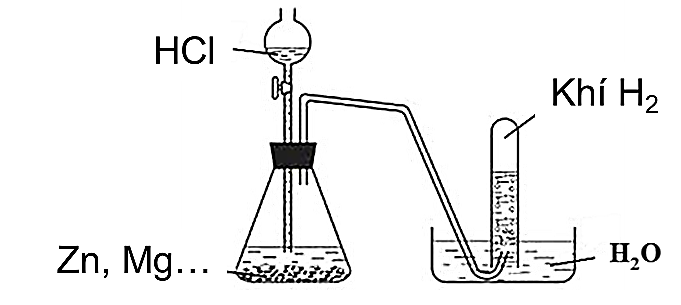 HCl
Khí H₂
Zn, Mg...
H₂O